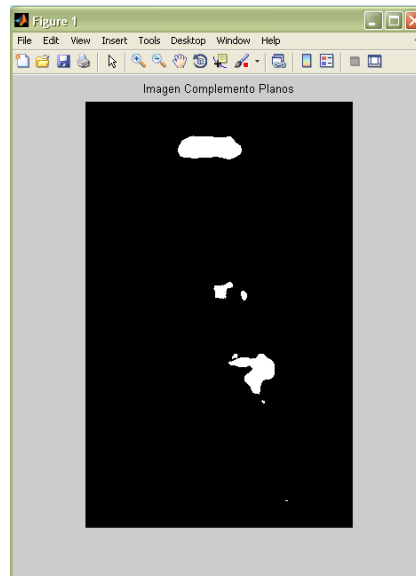 Figure 1
File Edit View Insert Tools Desktop Window Help
Imagen Complemento Planos